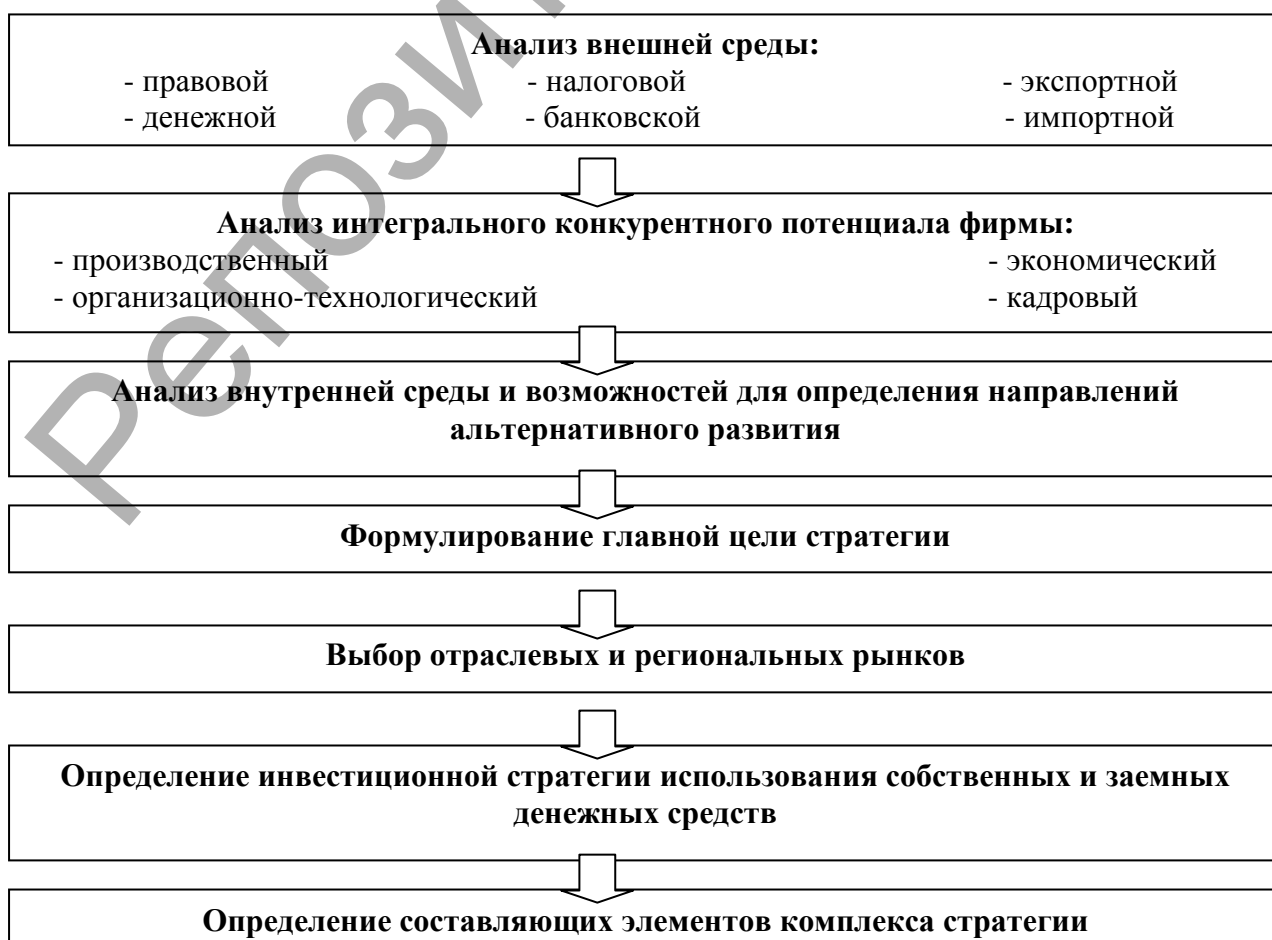 Анализ внешней среды:
- правовой - налоговой - экспортной
- денежной - банковской - импортной
Анализ интегрального конкурентного потенциала фирмы:
- производственный - экономический
- организационно-технологический - кадровый
Анализ внутренней среды и возможностей для определения направлений
альтернативного развития
Формулирование главной цели стратегии
Выбор отраслевых и региональных рынков
Определение инвестиционной стратегии использования собственных и заемных
денежных средств
Определение составляющих элементов комплекса стратегии
Репози